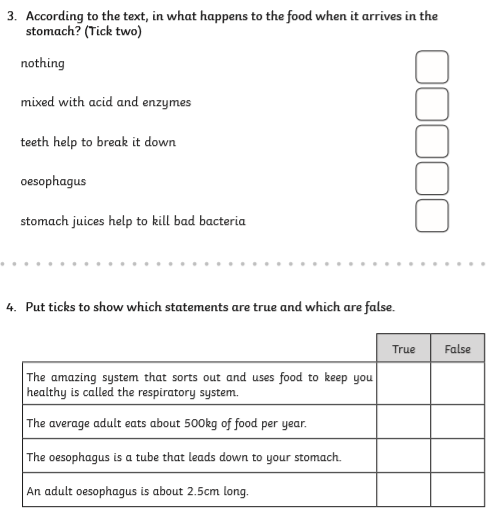 3. According to the text, in what happens to the food when it arrives in the
stomach? (Tick two)
nothing
mixed with acid and enzymes
teeth help to break it down
oesophagus
stomach juices help to kill bad bacteria
4. Put ticks to show which statements are true and which are false.
True False
The amazing system that sorts out and uses food to keep you
healthy is called the respiratory system.
The average adult eats about 500kg of food per year.
The oesophagus is a tube that leads down to your stomach.
An adult oesophagus is about 2.5cm long.